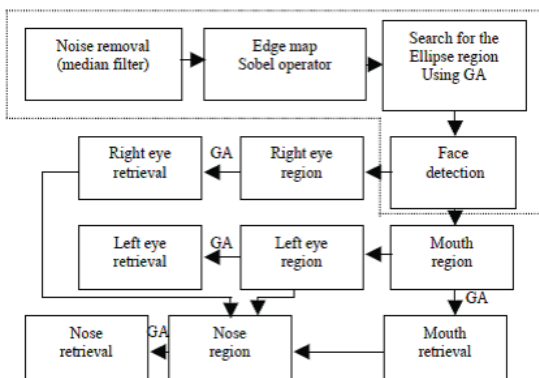 Noise removal
(median filter)
Edge map
Sobel operator
Search for the
Ellipse region
Using GA
Right eye
retrieval
GA
Right eye
region
Face
detection
Left eye
retrieval
GA
Left eye
region
Mouth
region
GA
Nose
retrieval
GA
Nose
region
Mouth
retrieval